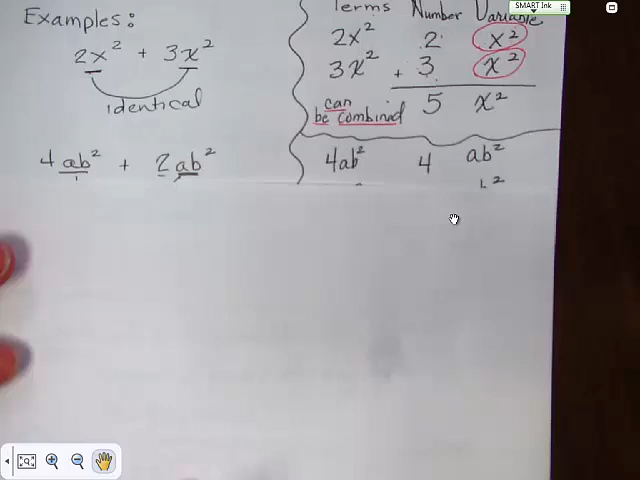 Examples:
2x² + 3x²
identical
4ab² + 2ab²
Terms Number Variable
2x² 2 x²
3x² + 3 x²
can be combined 5 x²
4ab² 4 ab²
SMART Ink